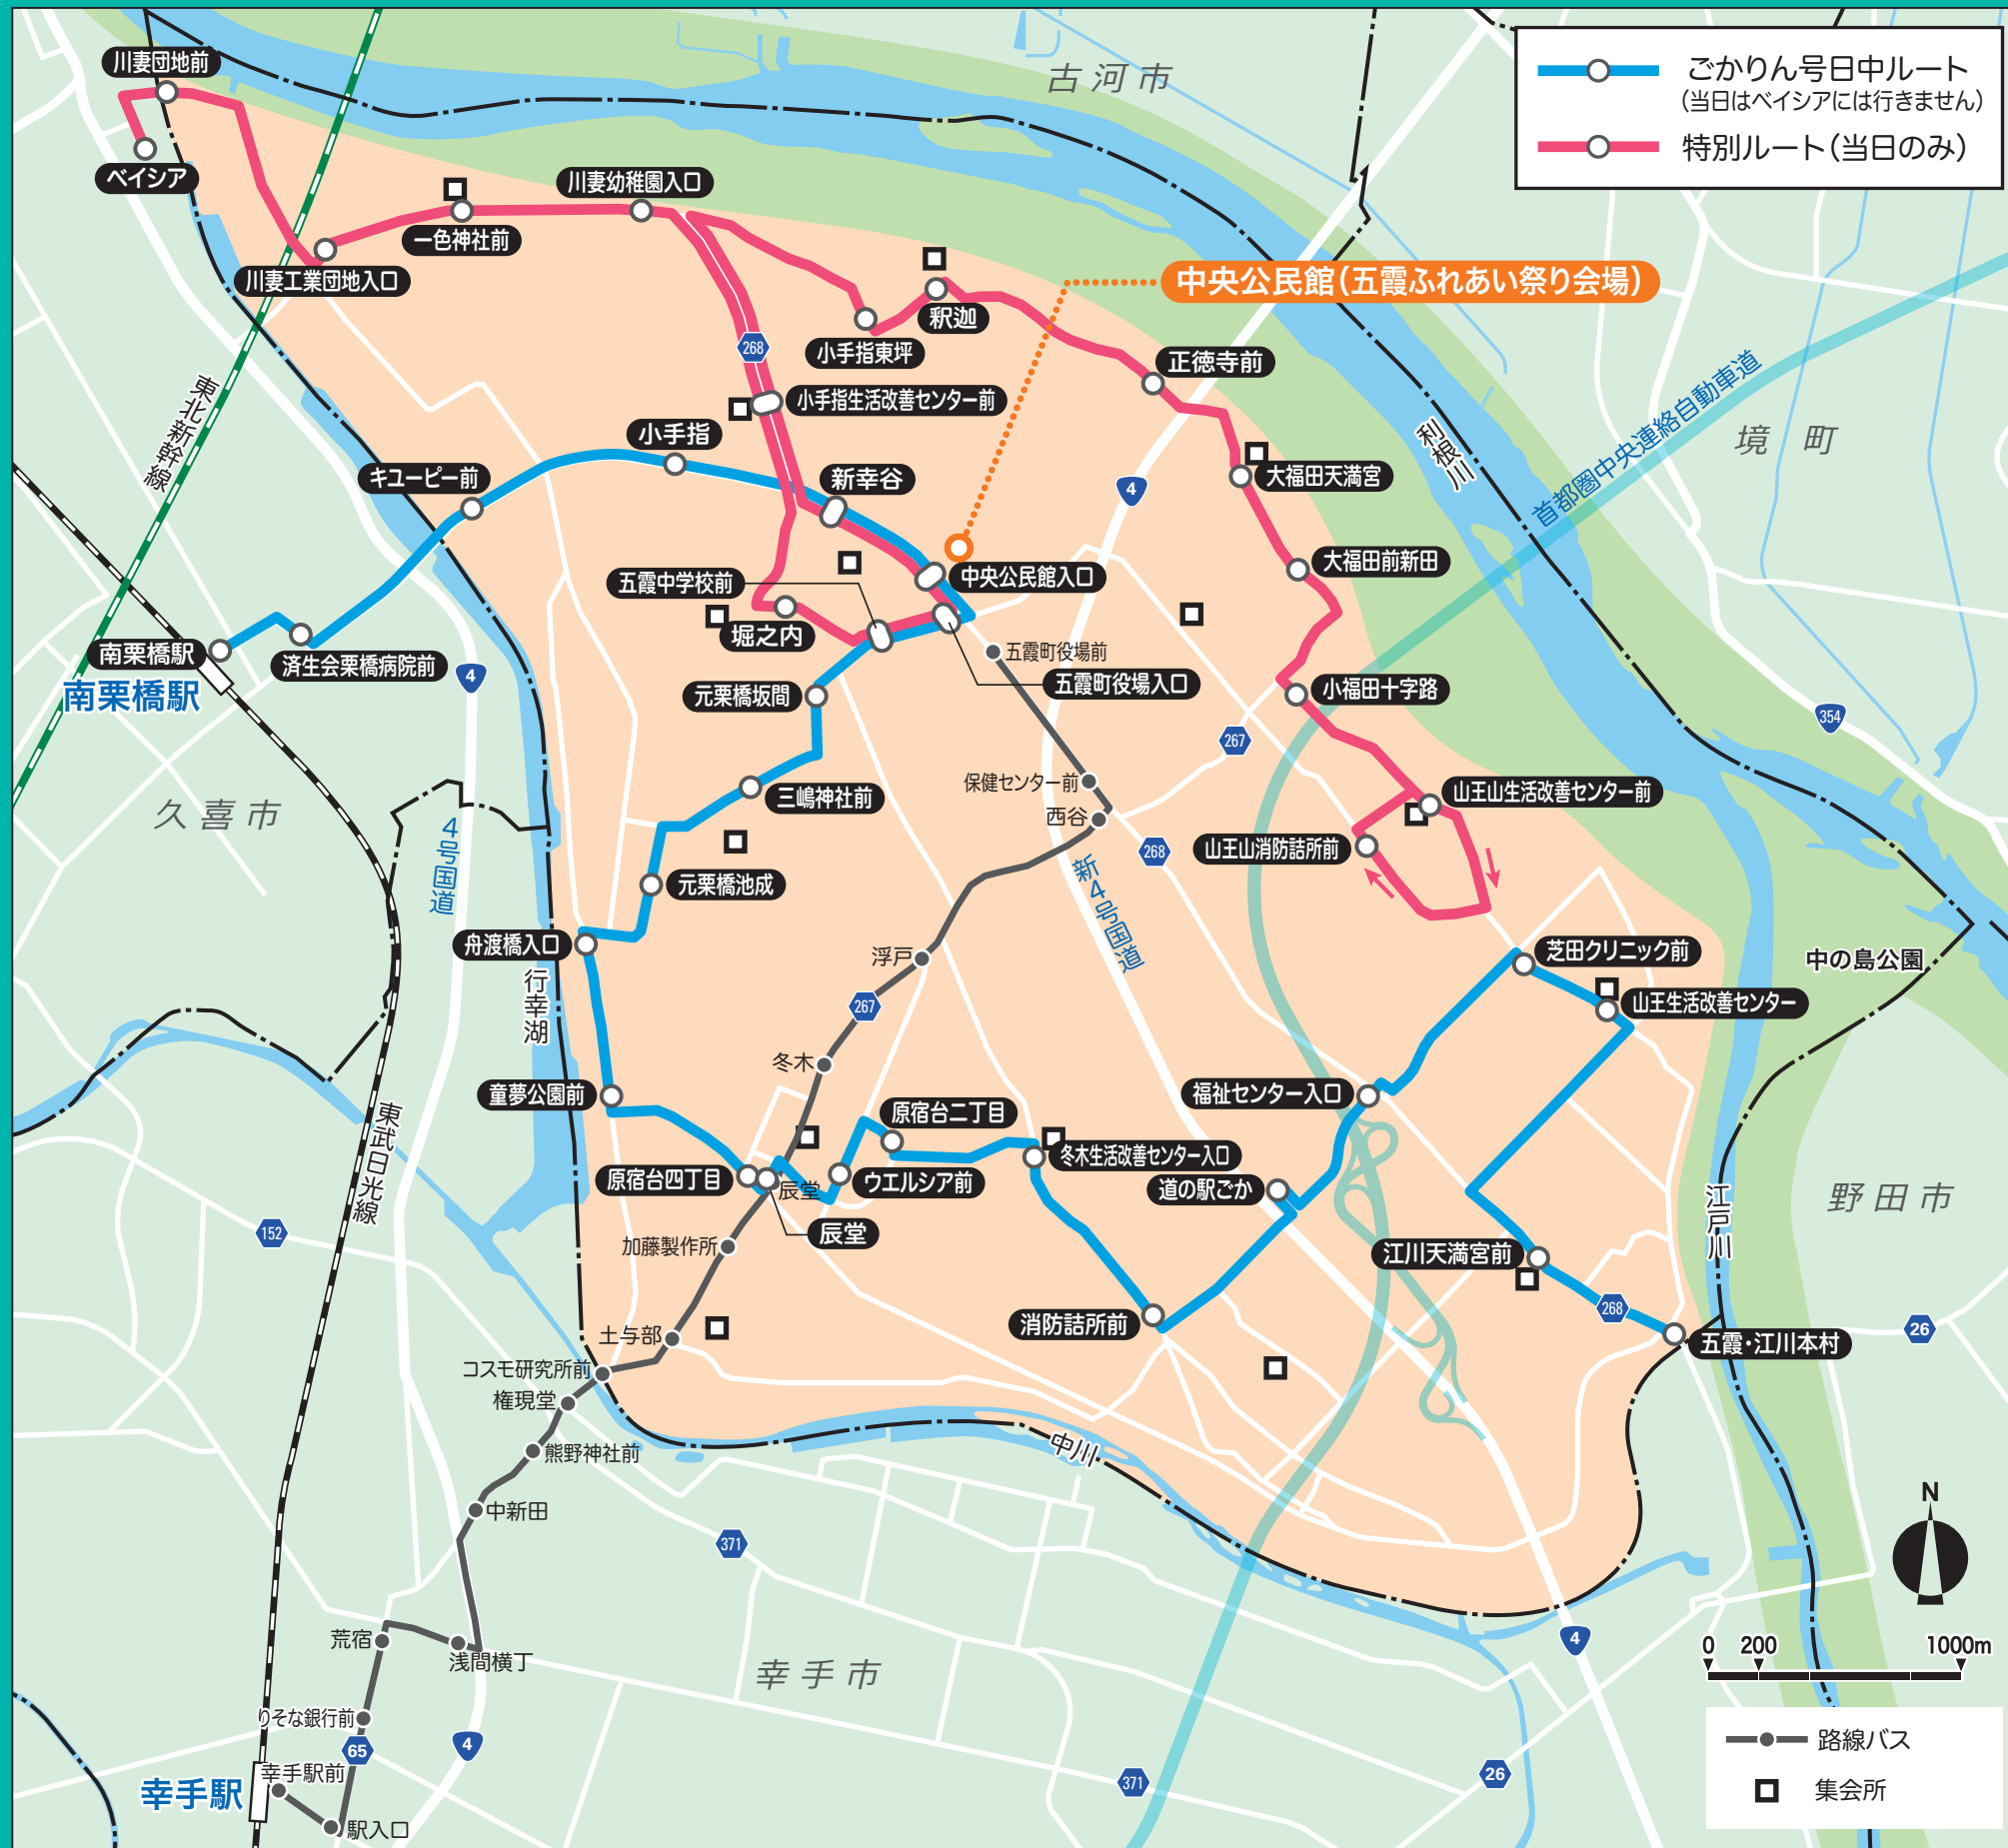 川妻団地前
古河市
ごかりん号日中ルート
(当日はベイシアには行きません)
特別ルート(当日のみ)
ベイシア
川妻幼稚園入口
一色神社前
川妻工業団地入口
中央公民館(五霞ふれあい祭り会場)
釈迦
268
小手指東坪
正徳寺前
東北新幹線
小手指生活改善センター前
首都圏中央連絡自動車道
利根川
境町
小手指
キユーピー前
新幸谷
4
大福田天満宮
大福田前新田
五霞中学校前
中央公民館入口
堀之内
南栗橋駅
南栗橋駅
済生会栗橋病院前
4
五霞町役場前
五霞町役場入口
元栗橋坂間
小福田十字路
354
267
保健センター前
三嶋神社前
山王山生活改善センター前
久喜市
4号国道
西谷
268
山王山消防詰所前
新4号国道
元栗橋池成
舟渡橋入口
浮戸
芝田クリニック前
中の島公園
行幸湖
267
山王生活改善センター
冬木
童夢公園前
福祉センター入口
原宿台二丁目
東武日光線
冬木生活改善センター入口
原宿台四丁目
辰堂
ウエルシア前
道の駅ごか
江戸川
野田市
152
辰堂
加藤製作所
江川天満宮前
268
消防詰所前
26
土与部
五霞・江川本村
コスモ研究所前
権現堂
中川
熊野神社前
中新田
N
371
荒宿
浅間横丁
幸手市
4
0 200 1000m
りそな銀行前
65
4
路線バス
幸手駅前
幸手駅
371
26
集会所
駅入口